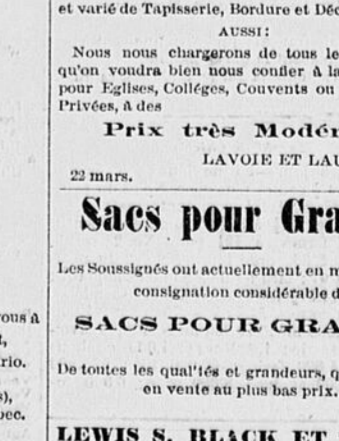 et varié de Tapisserie, Bordure et Déc
AUSSI:
Nous nous chargerons de tous le
qu'on voudra bien nous confier à la
pour Eglises, Colléges, Couvents ou
Privées, à des
Prix très Modér
LAVOIE ET LAU
22 mars.
Sacs pour Gra
Les Soussignés ont actuellement en m
consignation considérable d
SACS POUR GRA
De toutes les qual'tés et grandeurs, q
en vente au plus bas prix.
LEWIS S. BLACK ET
ous à
,
rio.
),
bec.